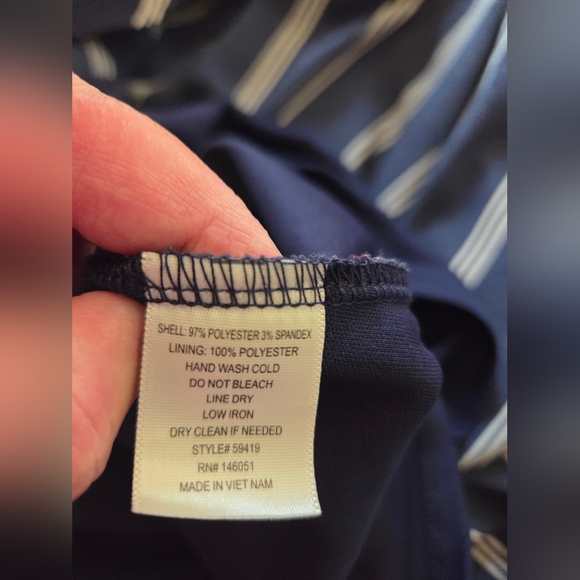 SHELL: 97% POLYESTER 3% SPANDEX
LINING: 100% POLYESTER
HAND WASH COLD
DO NOT BLEACH
LINE DRY
LOW IRON
DRY CLEAN IF NEEDED
STYLE# 59419
RN# 146051
MADE IN VIET NAM